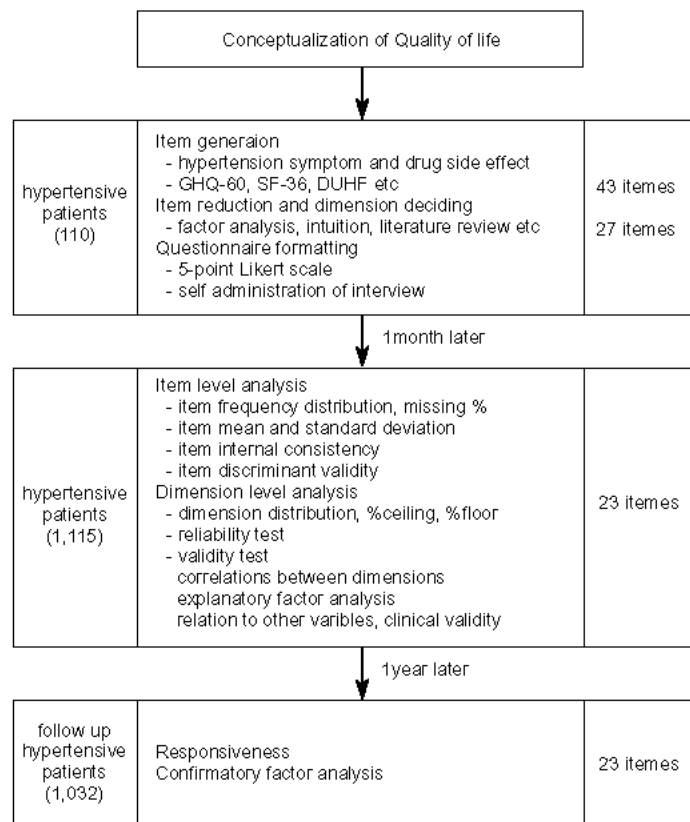 Conceptualization of Quality of life
hypertensive
patients
(110)
Item generaion
- hypertension symptom and drug side effect
- GHQ-60, SF-36, DUHF etc
Item reduction and dimension deciding
- factor analysis, intuition, literature review etc
Questionnaire formatting
- 5-point Likert scale
- self administration of interview
43 itemes
27 itemes
1month later
hypertensive
patients
(1,115)
Item level analysis
- item frequency distribution, missing %
- item mean and standard deviation
- item internal consistency
- item discriminant validity
Dimension level analysis
- dimension distribution, %ceiling, %floor
- reliability test
- validity test
correlations between dimensions
explanatory factor analysis
relation to other varibles, clinical validity
23 itemes
1year later
follow up
hypertensive
patients
(1,032)
Responsiveness
Confirmatory factor analysis
23 itemes